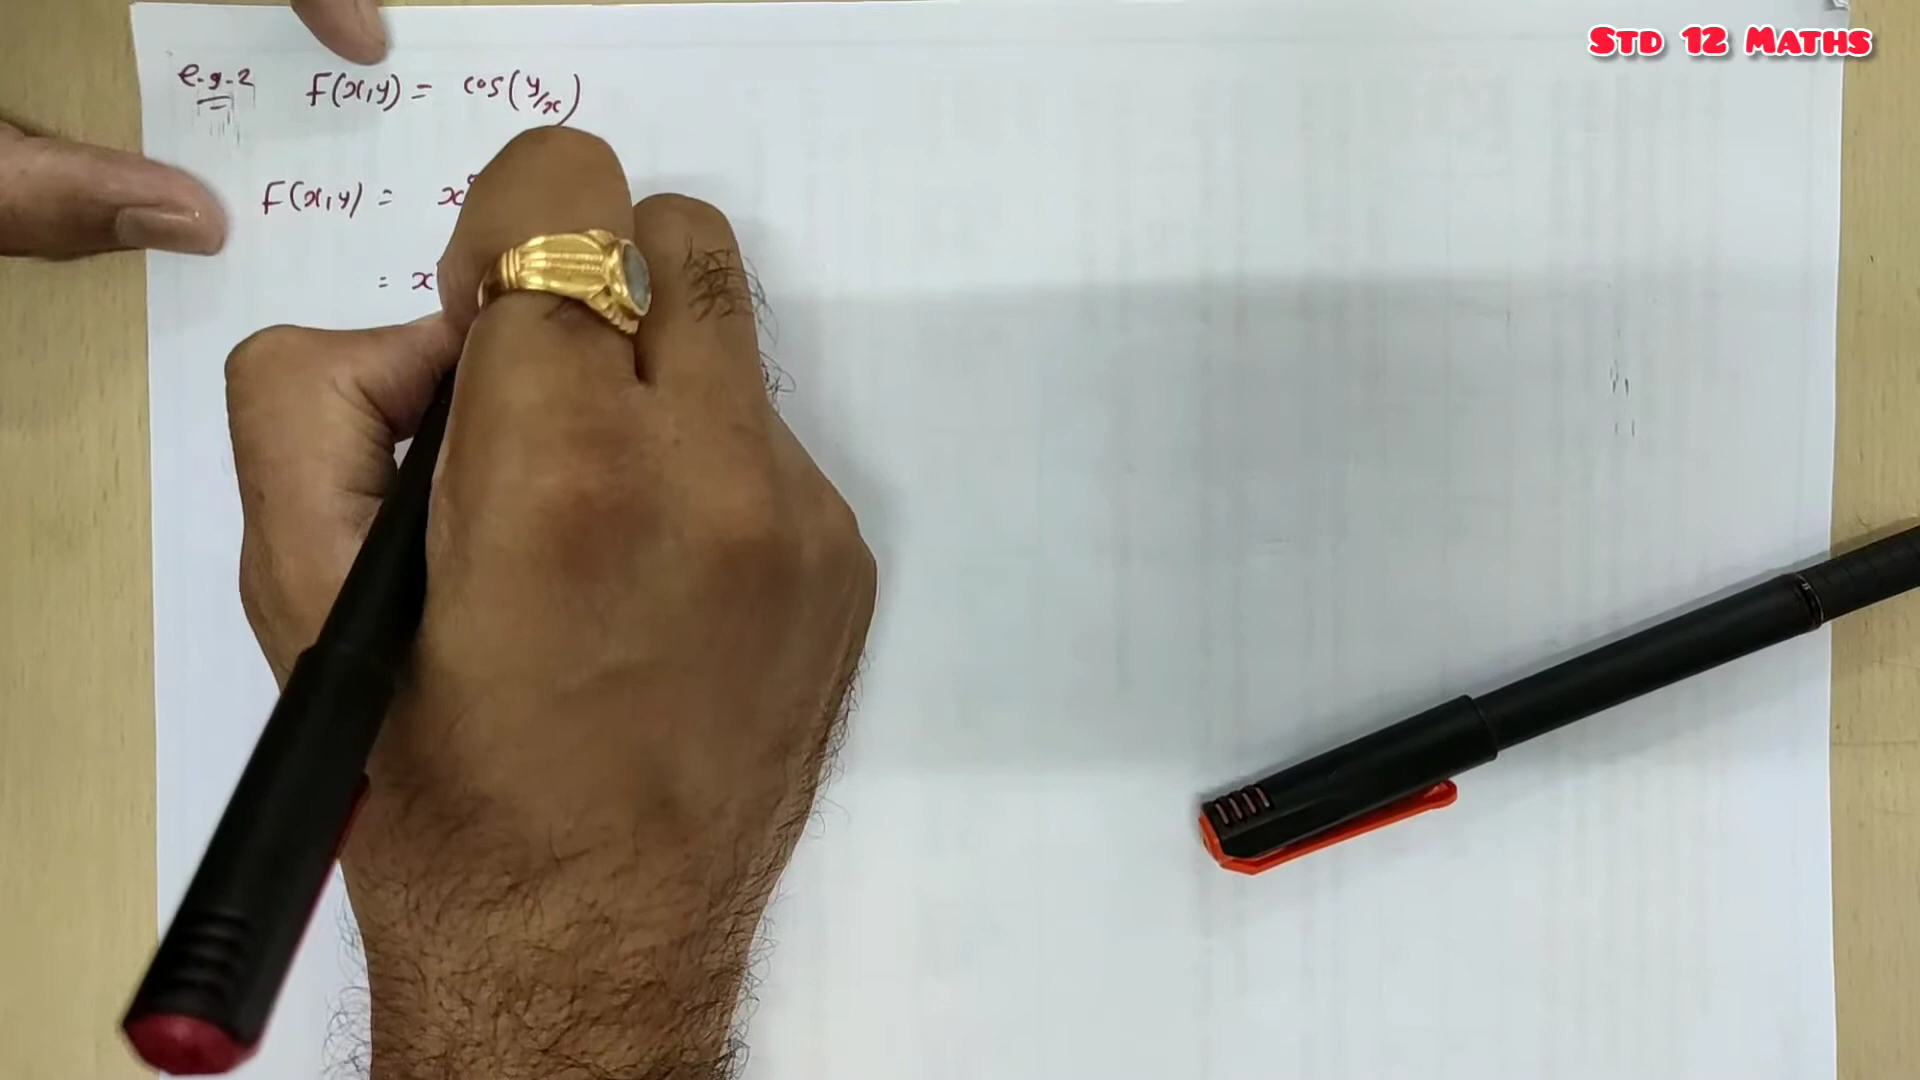 STD 12 MATHS
e.g-2 F(x,y) = cos(y/x)
F(x,y) = x
= x